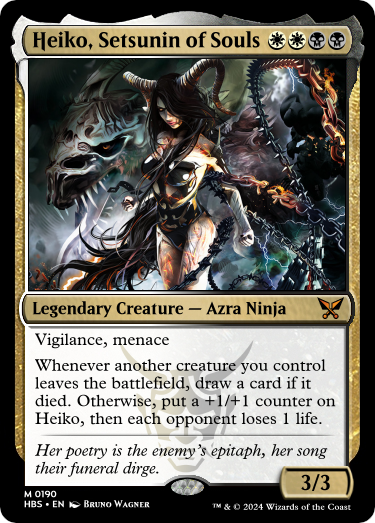 Heiko, Setsunin of Souls
Legendary Creature — Azra Ninja
Vigilance, menace
Whenever another creature you control
leaves the battlefield, draw a card if it
died. Otherwise, put a +1/+1 counter on
Heiko, then each opponent loses 1 life.
Her poetry is the enemy's epitaph, her song
their funeral dirge.
3/3
M 0190
HBS • EN Bruno Wagner
™ & © 2024 Wizards of the Coast